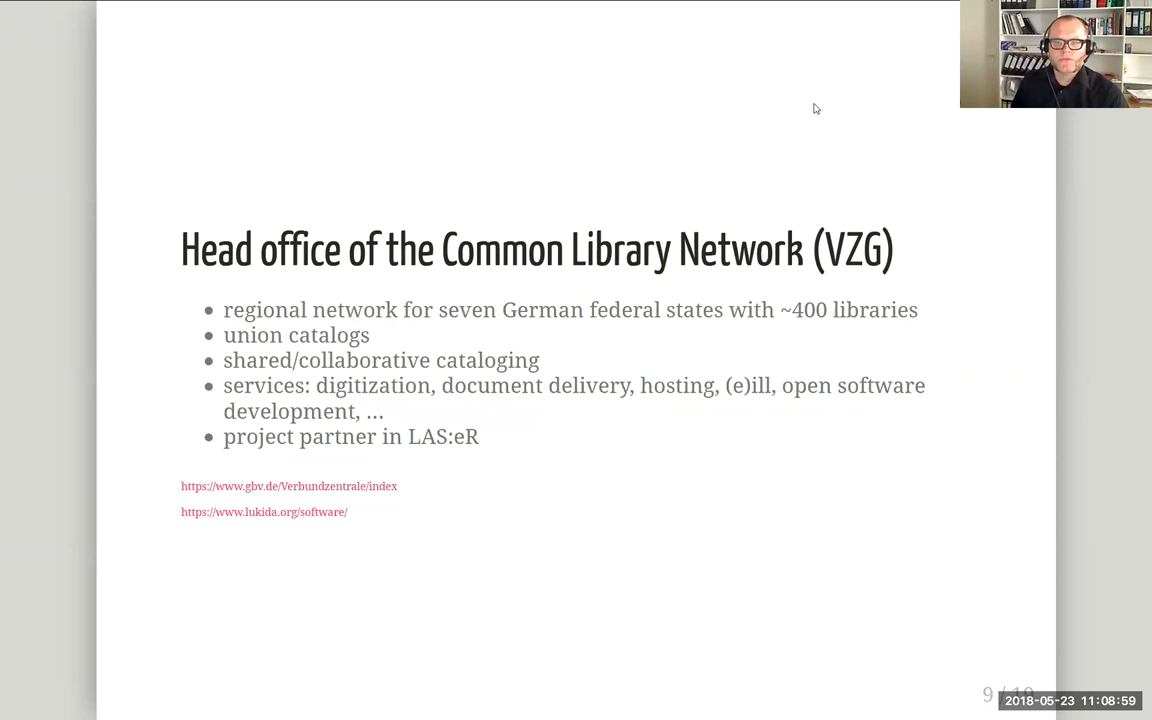 Head office of the Common Library Network (VZG)
regional network for seven German federal states with ~400 libraries
union catalogs
shared/collaborative cataloging
services: digitization, document delivery, hosting, (e)ill, open software
development, ...
project partner in LAS:eR
https://www.gbv.de/Verbundzentrale/index
https://www.lukida.org/software/
9 / 19
2018-05-23 11:08:59